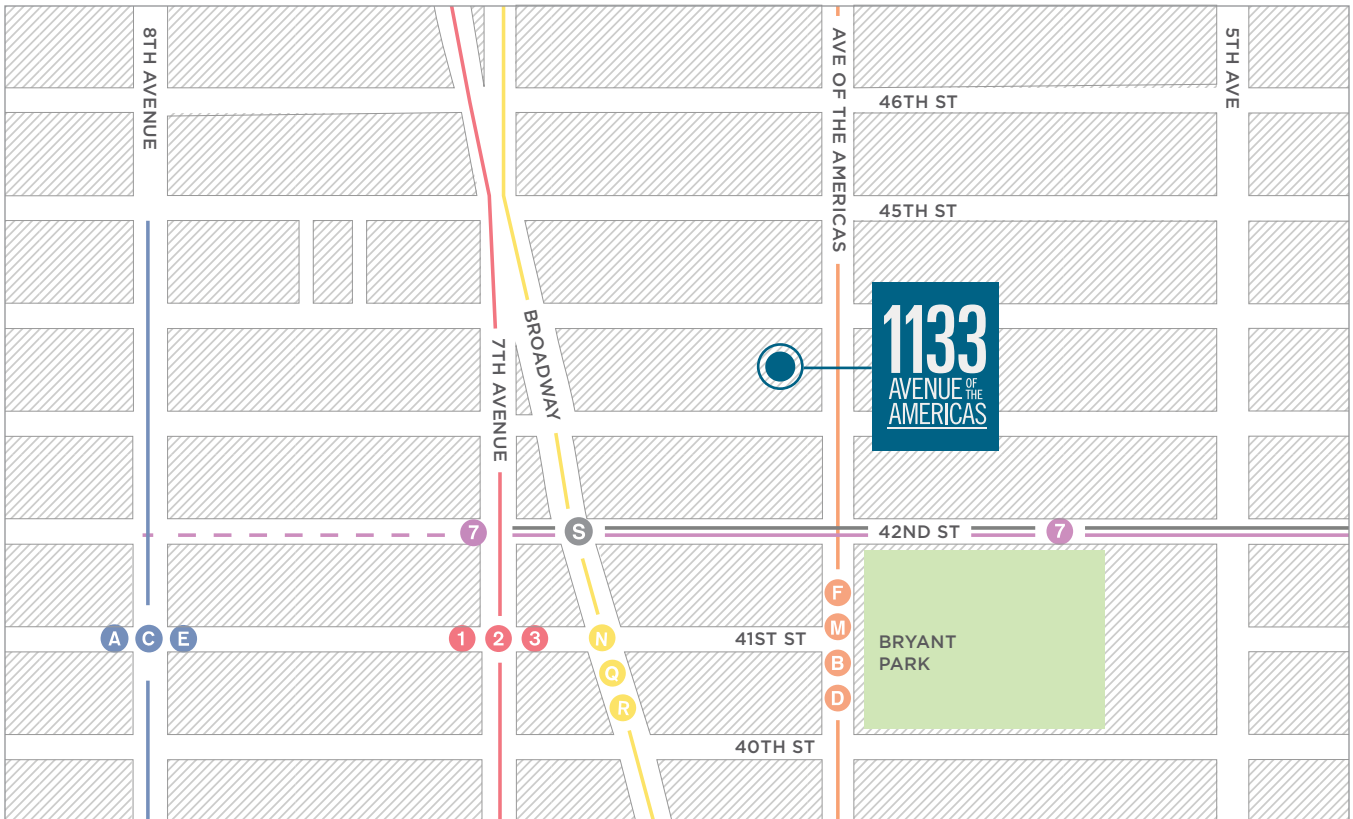 8TH AVENUE
AVE OF THE AMERICAS
5TH AVE
46TH ST
45TH ST
BROADWAY
7TH AVENUE
1133
AVENUE OF THE
AMERICAS
7
S
42ND ST
7
F
M
B
D
A C E
1 2 3
N
Q
R
41ST ST
BRYANT
PARK
40TH ST